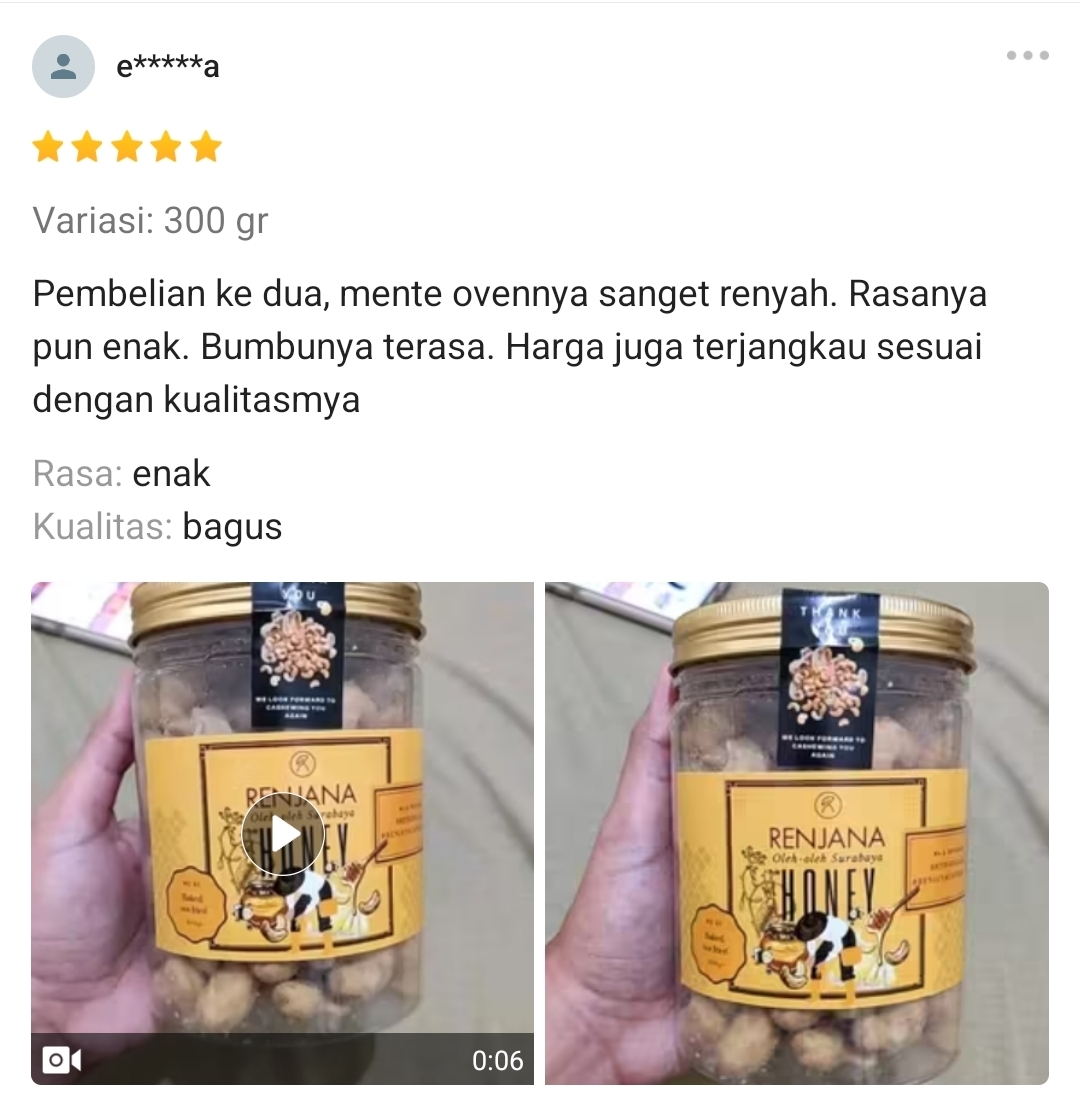 e*****a
Variasi: 300 gr
Pembelian ke dua, mente ovennya sanget renyah. Rasanya
pun enak. Bumbunya terasa. Harga juga terjangkau sesuai
dengan kualitasmya
Rasa: enak
Kualitas: bagus
YOU
WE LOOK FORWARD TO
CASHEWING YOU
AGAIN
RENJANA
Oleh-oleh Surabaya
HONEY
0:06
THANK
YOU
WE LOOK FORWARD TO
CASHEWING YOU
AGAIN
RENJANA
Oleh-oleh Surabaya
HONEY